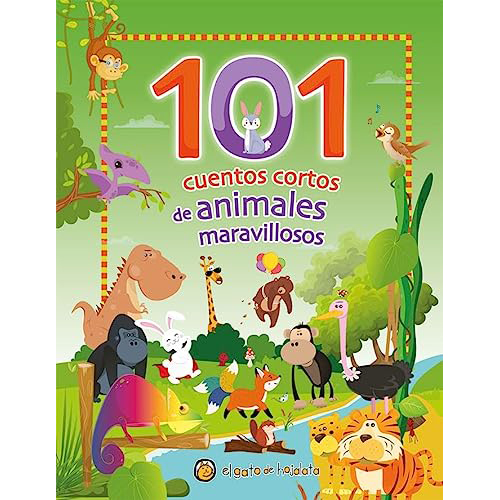 101
cuentos cortos
de animales
maravillosos
el gato de hojalata